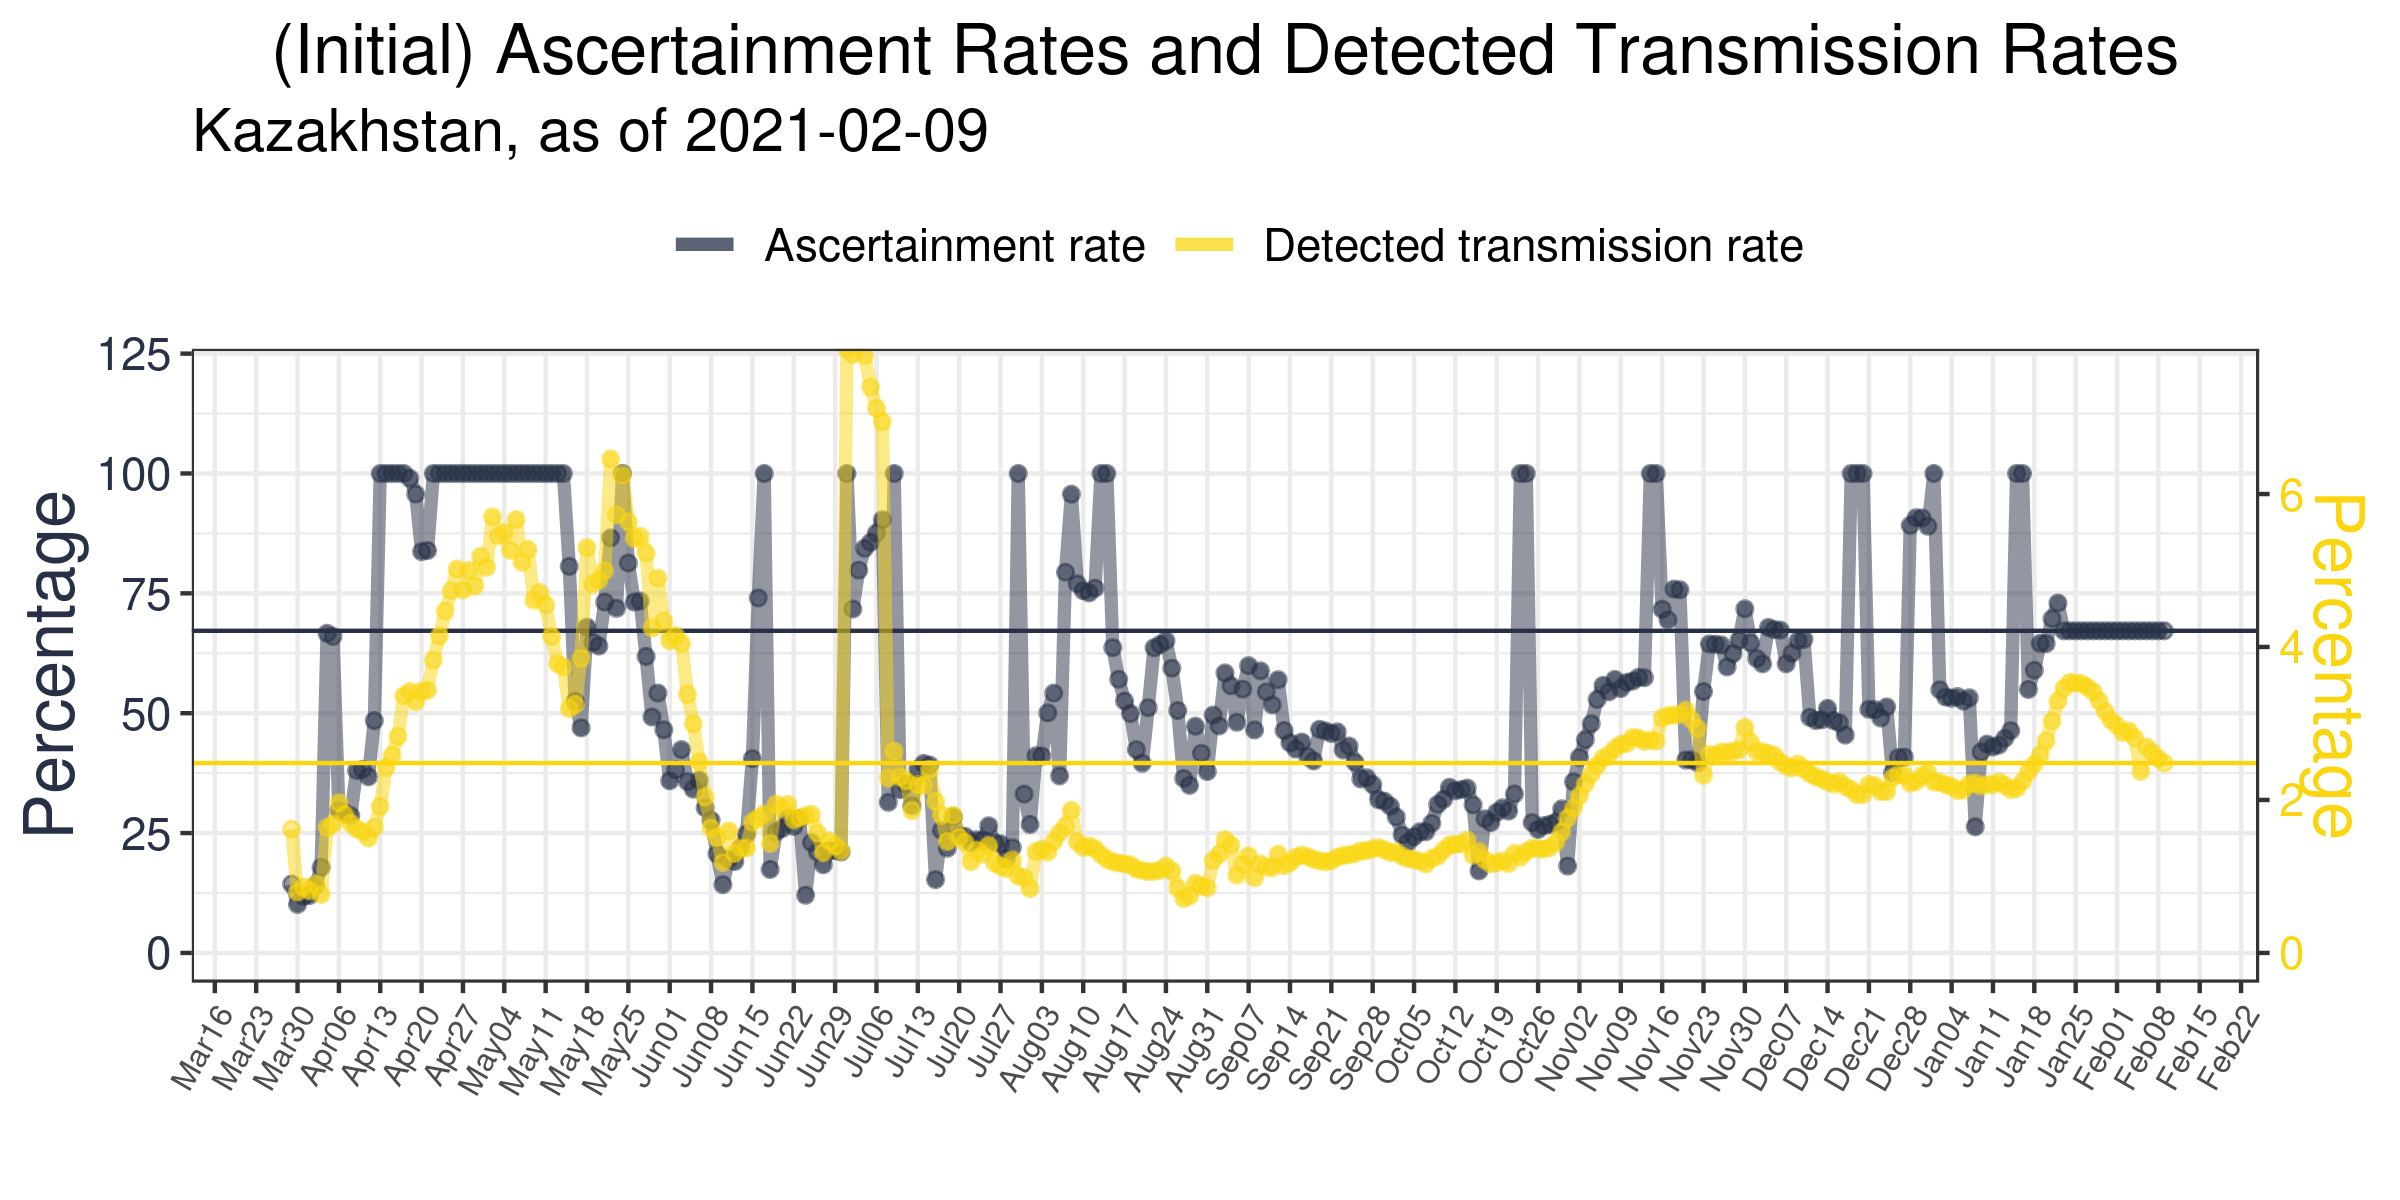 (Initial) Ascertainment Rates and Detected Transmission Rates
Kazakhstan, as of 2021-02-09
Ascertainment rate Detected transmission rate
Percentage
125
100
75
50
25
0
6
4
2
0
Percentage
Mar16 Mar23 Mar30 Apr06 Apr13 Apr20 Apr27 May04 May11 May18 May25 Jun01 Jun08 Jun15 Jun22 Jun29 Jul06 Jul13 Jul20 Jul27 Aug03 Aug10 Aug17 Aug24 Aug31 Sep07 Sep14 Sep21 Sep28 Oct05 Oct12 Oct19 Oct26 Nov02 Nov09 Nov16 Nov23 Nov30 Dec07 Dec14 Dec21 Dec28 Jan04 Jan11 Jan18 Jan25 Feb01 Feb08 Feb15 Feb22